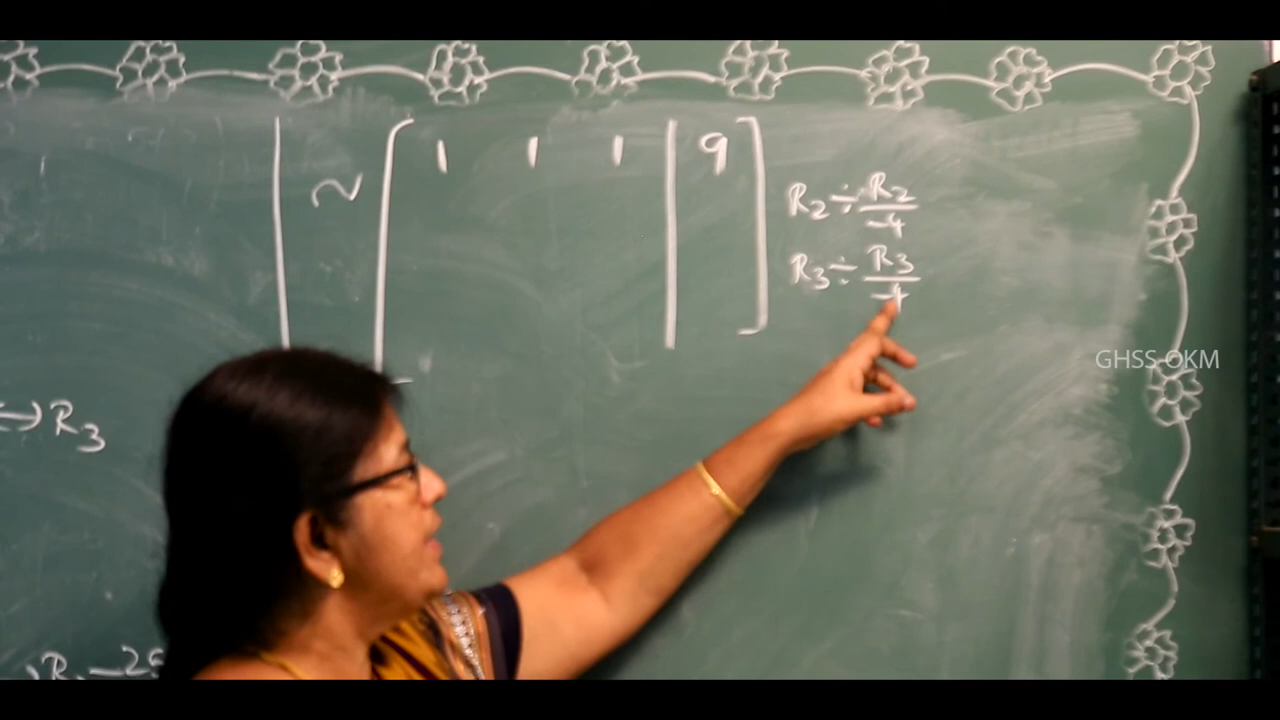 ~ [ 1 1 1 | 9 ]
R₂ ÷ R₂/-4
R₃ ÷ R₃/-4
GHSS-OKM
↔ R₃